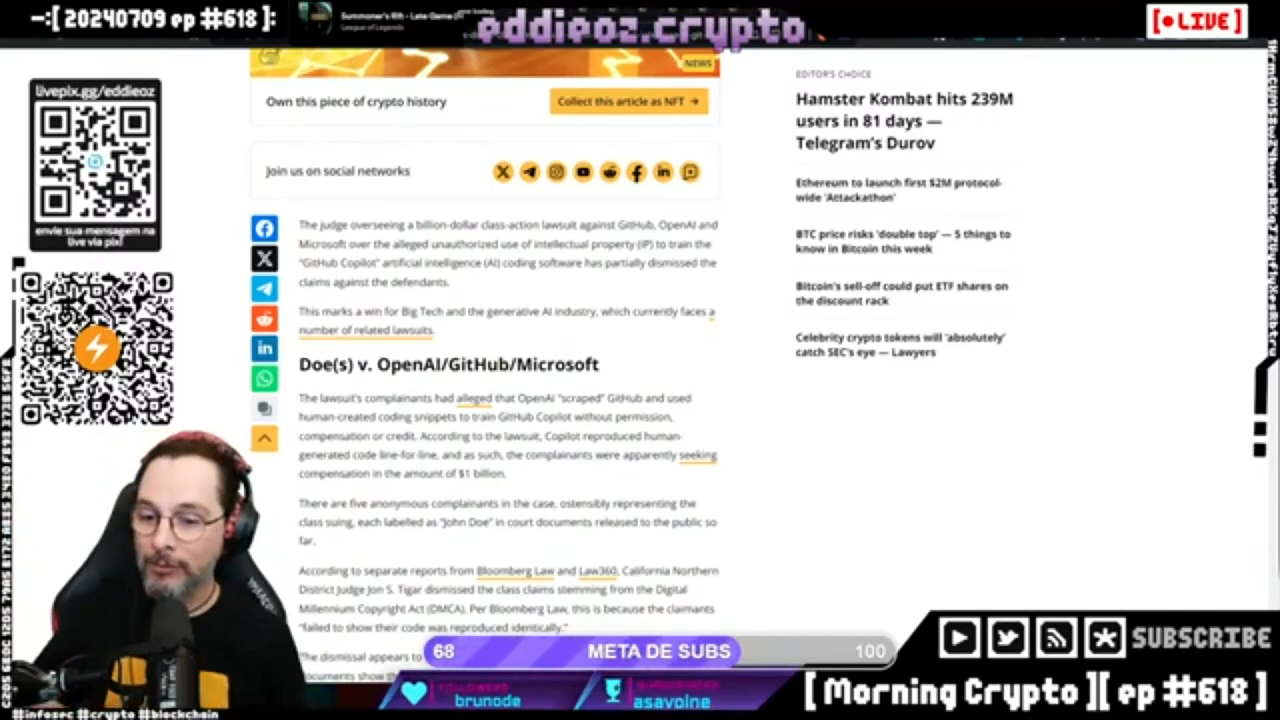 -:[ 20240709 ep #618 ]:
Summoner's Rift - Late Game
League of Legends
eddieoz.crypto
[●LIVE]
livepix.gg/eddieoz
envie sua mensagem na
live via pix!
NEWS
Own this piece of crypto history
Collect this article as NFT →
Join us on social networks
The judge overseeing a billion-dollar class-action lawsuit against GitHub, OpenAI and
Microsoft over the alleged unauthorized use of intellectual property (IP) to train the
“GitHub Copilot” artificial intelligence (AI) coding software has partially dismissed the
claims against the defendants.
This marks a win for Big Tech and the generative AI industry, which currently faces a
number of related lawsuits.
Doe(s) v. OpenAI/GitHub/Microsoft
The lawsuit’s complainants had alleged that OpenAI “scraped” GitHub and used
human-created coding snippets to train GitHub Copilot without permission,
compensation or credit. According to the lawsuit, Copilot reproduced human-
generated code line-for-line, and as such, the complainants were apparently seeking
compensation in the amount of $1 billion.
There are five anonymous complainants in the case, ostensibly representing the
class suing, each labelled as “John Doe” in court documents released to the public so
far.
According to separate reports from Bloomberg Law and Law360, California Northern
District Judge Jon S. Tigar dismissed the class claims stemming from the Digital
Millennium Copyright Act (DMCA). Per Bloomberg Law, this is because the claimants
“failed to show their code was reproduced identically.”
The dismissal appears to
documents show th
EDITOR’S CHOICE
Hamster Kombat hits 239M
users in 81 days —
Telegram’s Durov
Ethereum to launch first $2M protocol-
wide ‘Attackathon’
BTC price risks ‘double top’ — 5 things to
know in Bitcoin this week
Bitcoin’s sell-off could put ETF shares on
the discount rack
Celebrity crypto tokens will ‘absolutely’
catch SEC’s eye — Lawyers
68 META DE SUBS 100
brunode
asavoine
SUBSCRIBE
[ Morning Crypto ][ ep #618 ]
#infosec #crypto #blockchain